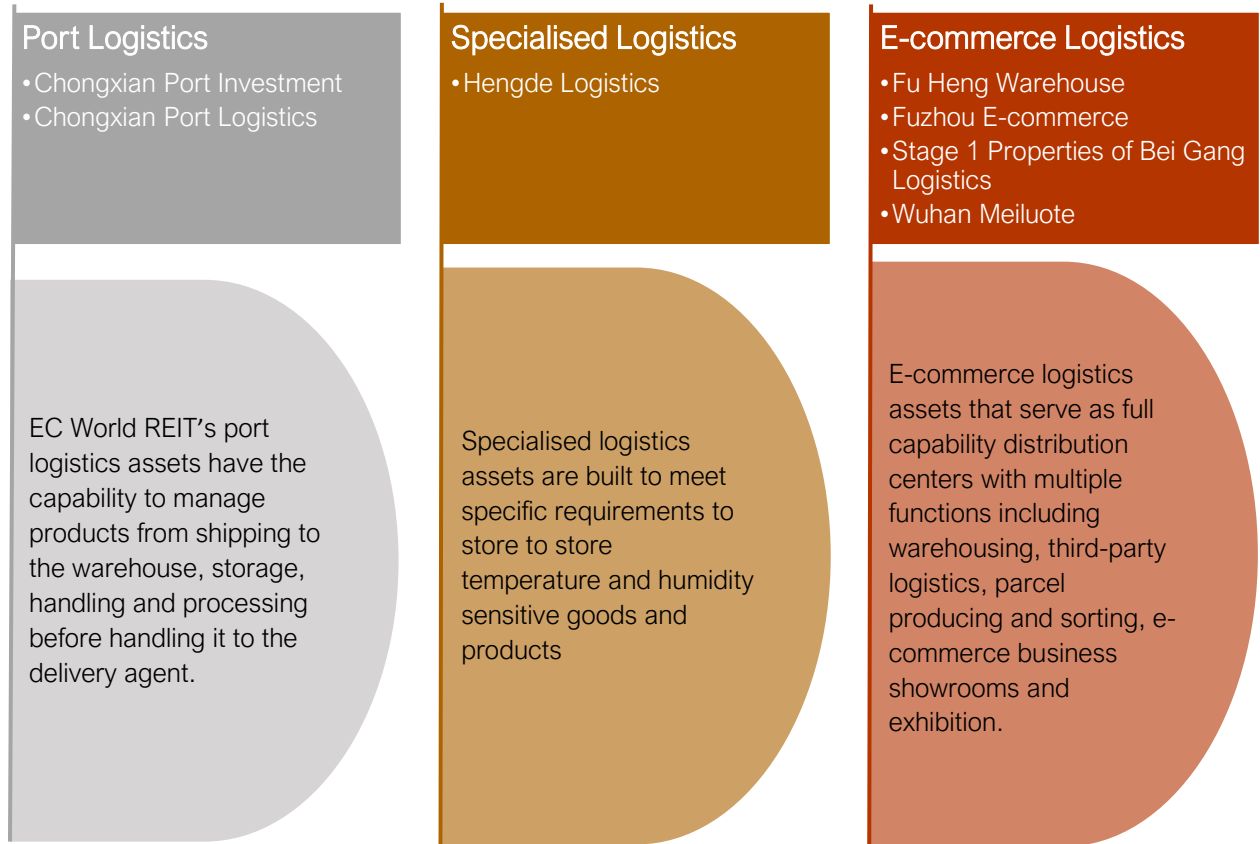 Port Logistics
•Chongxian Port Investment
•Chongxian Port Logistics
EC World REIT's port
logistics assets have the
capability to manage
products from shipping to
the warehouse, storage,
handling and processing
before handling it to the
delivery agent.
Specialised Logistics
•Hengde Logistics
Specialised logistics
assets are built to meet
specific requirements to
store to store
temperature and humidity
sensitive goods and
products
E-commerce Logistics
•Fu Heng Warehouse
•Fuzhou E-commerce
•Stage 1 Properties of Bei Gang
Logistics
•Wuhan Meiluote
E-commerce logistics
assets that serve as full
capability distribution
centers with multiple
functions including
warehousing, third-party
logistics, parcel
producing and sorting, e-
commerce business
showrooms and
exhibition.